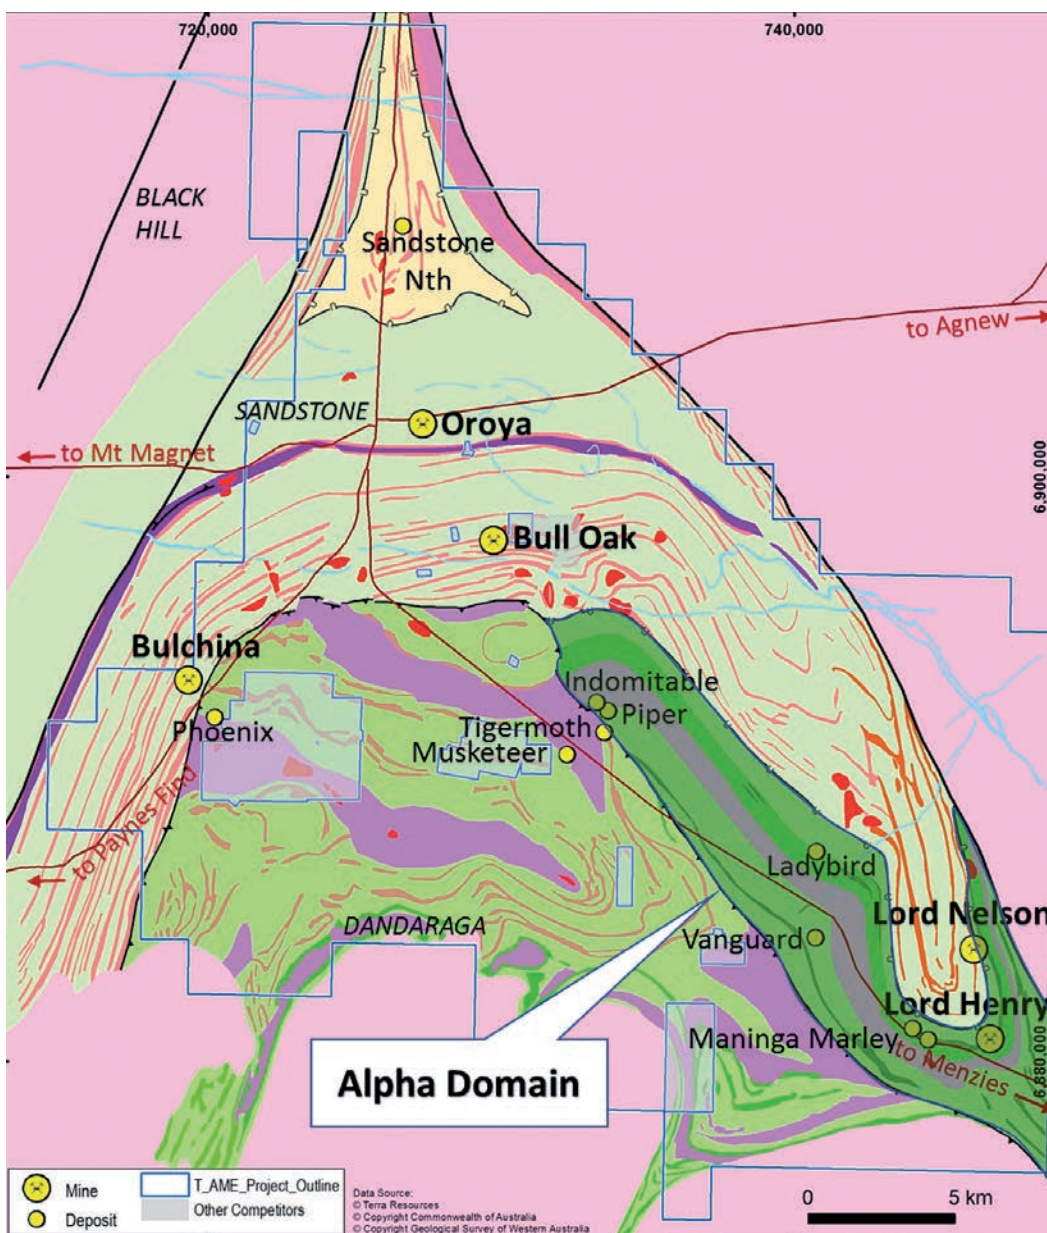 720,000
740,000
BLACK
HILL
Sandstone
Nth
to Agnew
SANDSTONE
Oroya
to Mt Magnet
6,900,000
Bull Oak
Bulchina
Phoenix
Indomitable
Piper
Tigermoth
Musketeer
to Paynes Find
Ladybird
DANDARAGA
Lord Nelson
Vanguard
Lord Henry
Maninga Marley
to Menzies
6,880,000
Alpha Domain
Mine
Deposit
T_AME_Project_Outline
Other Competitors
Data Source:
© Terra Resources
© Copyright Commonwealth of Australia
© Copyright Geological Survey of Western Australia
0 5 km